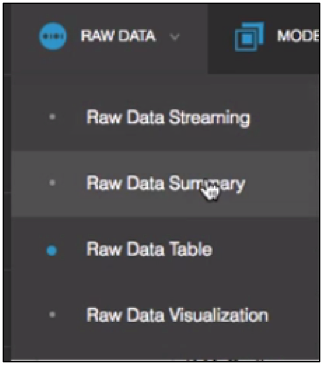 RAW DATA
MODE
Raw Data Streaming
Raw Data Summary
Raw Data Table
Raw Data Visualization